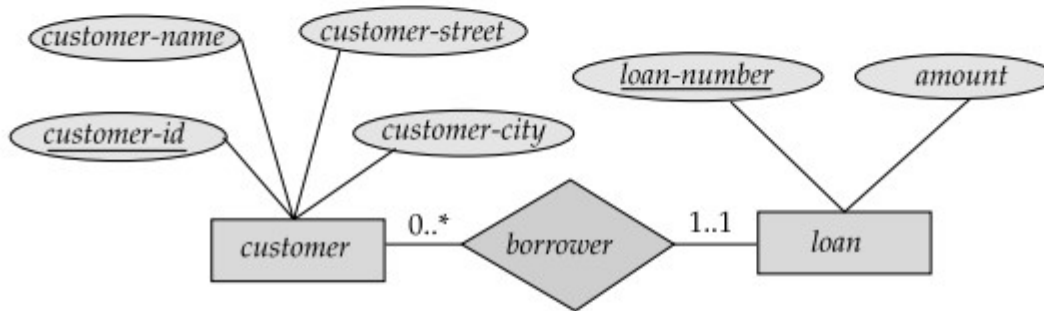 customer-name
customer-street
loan-number
amount
customer-id
customer-city
0..*
1..1
customer
borrower
loan